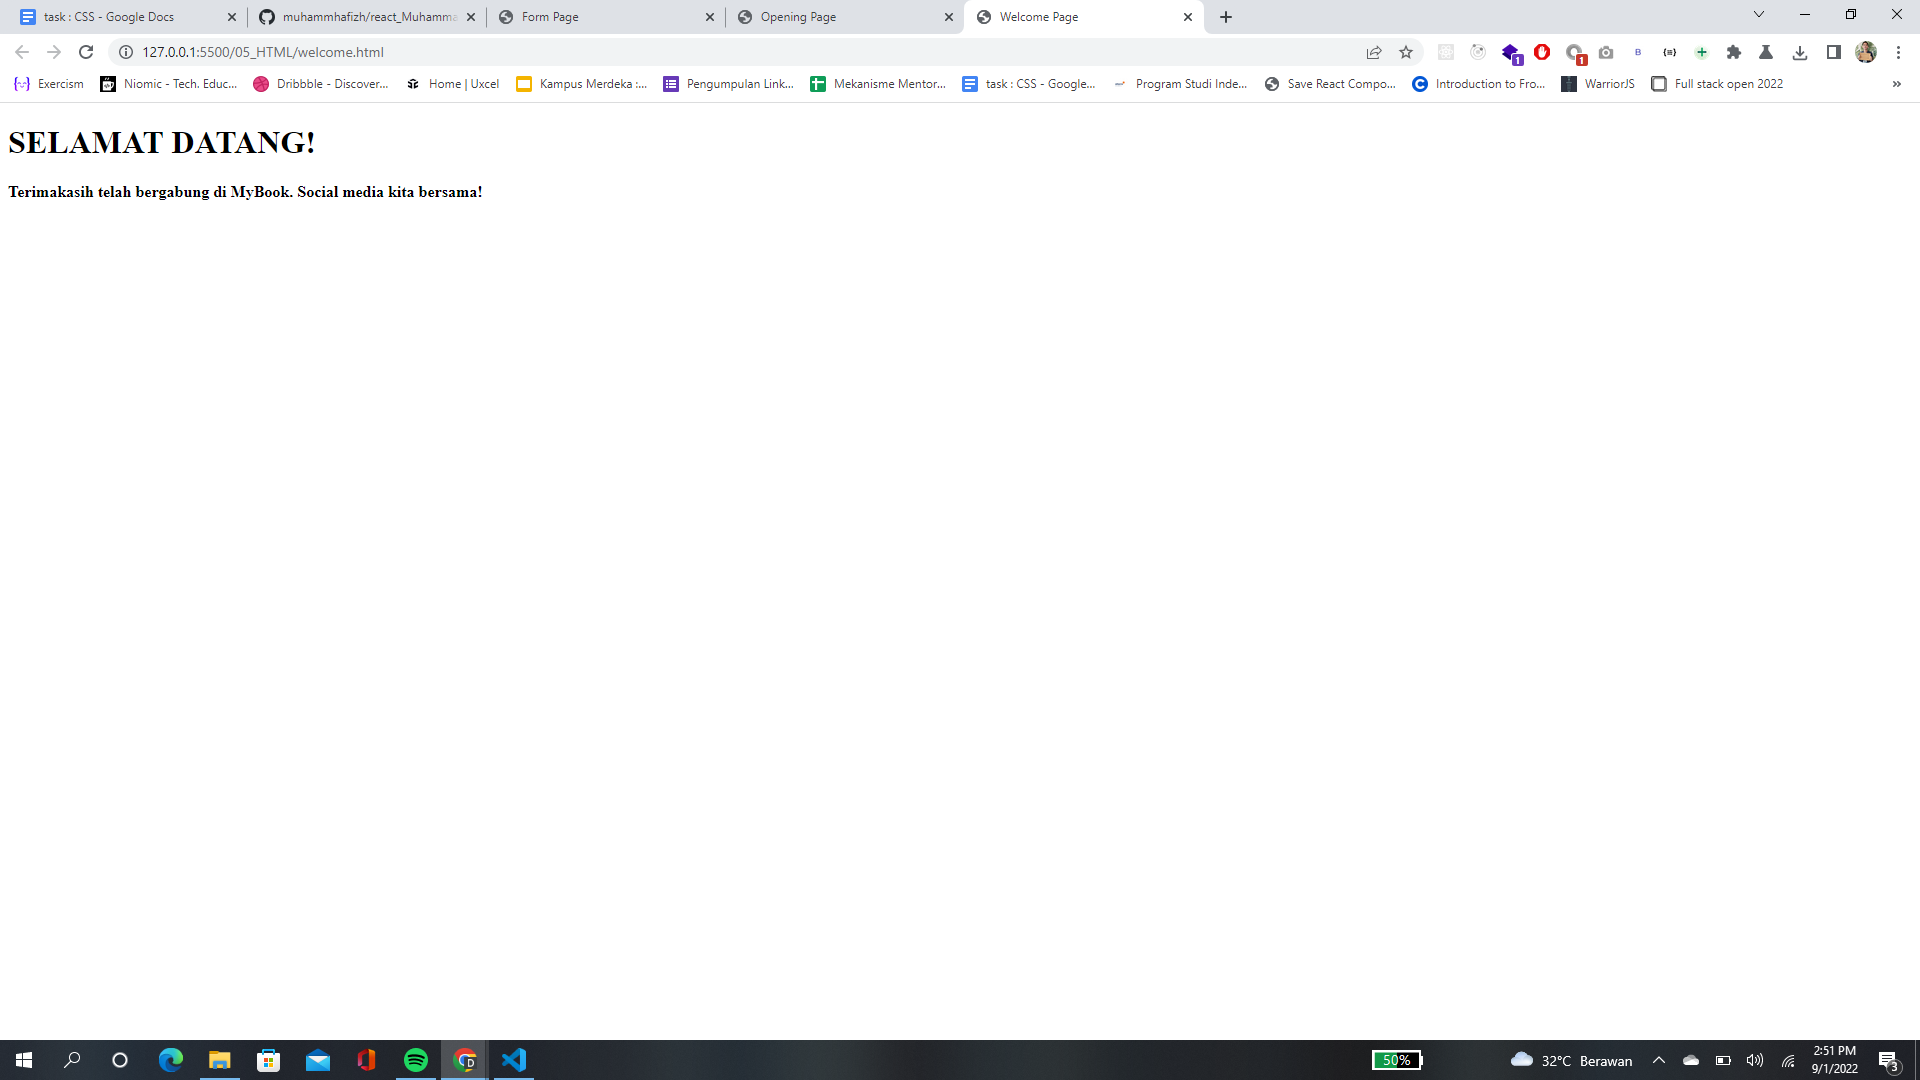 task : CSS - Google Docs
muhammhafizh/react_Muhamma
Form Page
Opening Page
Welcome Page
127.0.0.1:5500/05_HTML/welcome.html
1
1
B
Exercism
Niomic - Tech. Educ...
Dribbble - Discover...
Home | Uxcel
Kampus Merdeka :...
Pengumpulan Link...
Mekanisme Mentor...
task : CSS - Google...
Program Studi Inde...
Save React Compo...
Introduction to Fro...
WarriorJS
Full stack open 2022
»
SELAMAT DATANG!
Terimakasih telah bergabung di MyBook. Social media kita bersama!
D
50%
32°C Berawan
2:51 PM
9/1/2022
3